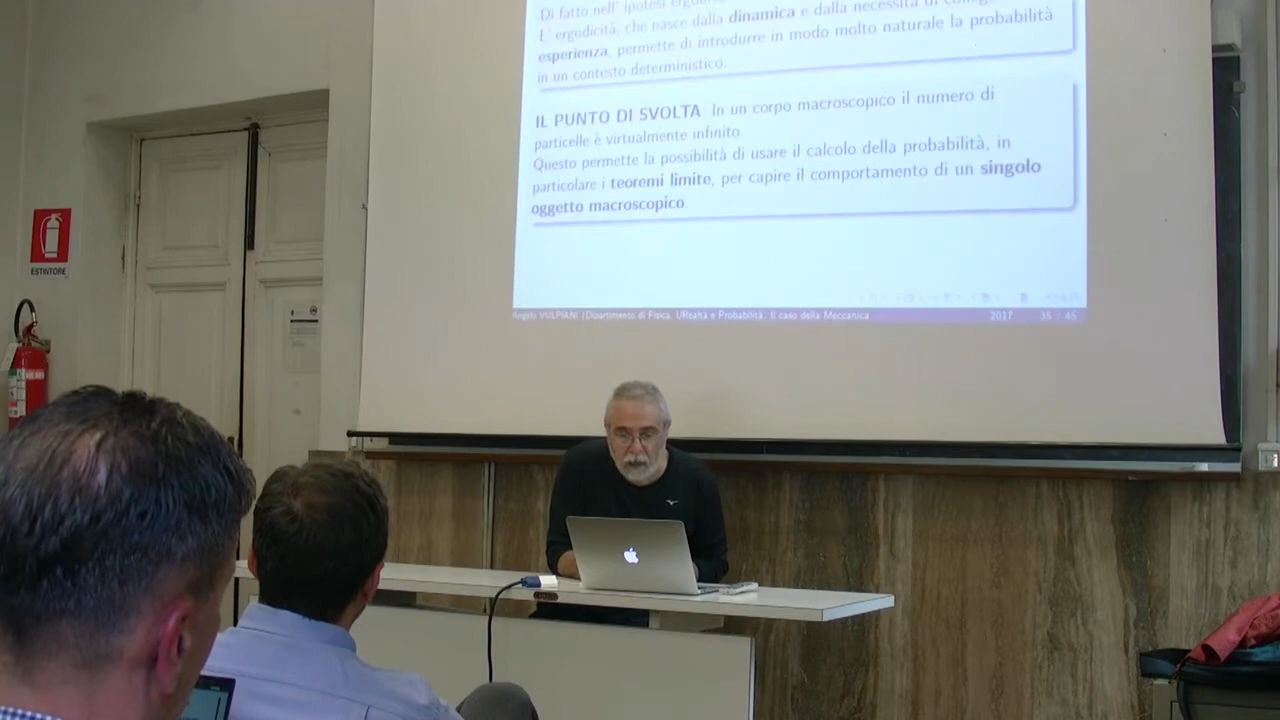 Di fatto nell' ipotesi
E' ergodicità, che nasce dalla dinamica e dalla necessità di
esperienza, permette di introdurre in modo molto naturale la probabilità
in un contesto deterministico.
IL PUNTO DI SVOLTA In un corpo macroscopico il numero di
particelle è virtualmente infinito
Questo permette la possibilità di usare il calcolo della probabilità, in
particolare i teoremi limite, per capire il comportamento di un singolo
oggetto macroscopico.
Angelo VULPIANI (Dipartimento di Fisica, URealtà e Probabilità: Il caso della Meccanica 2017 35 / 45
ESTINTORE